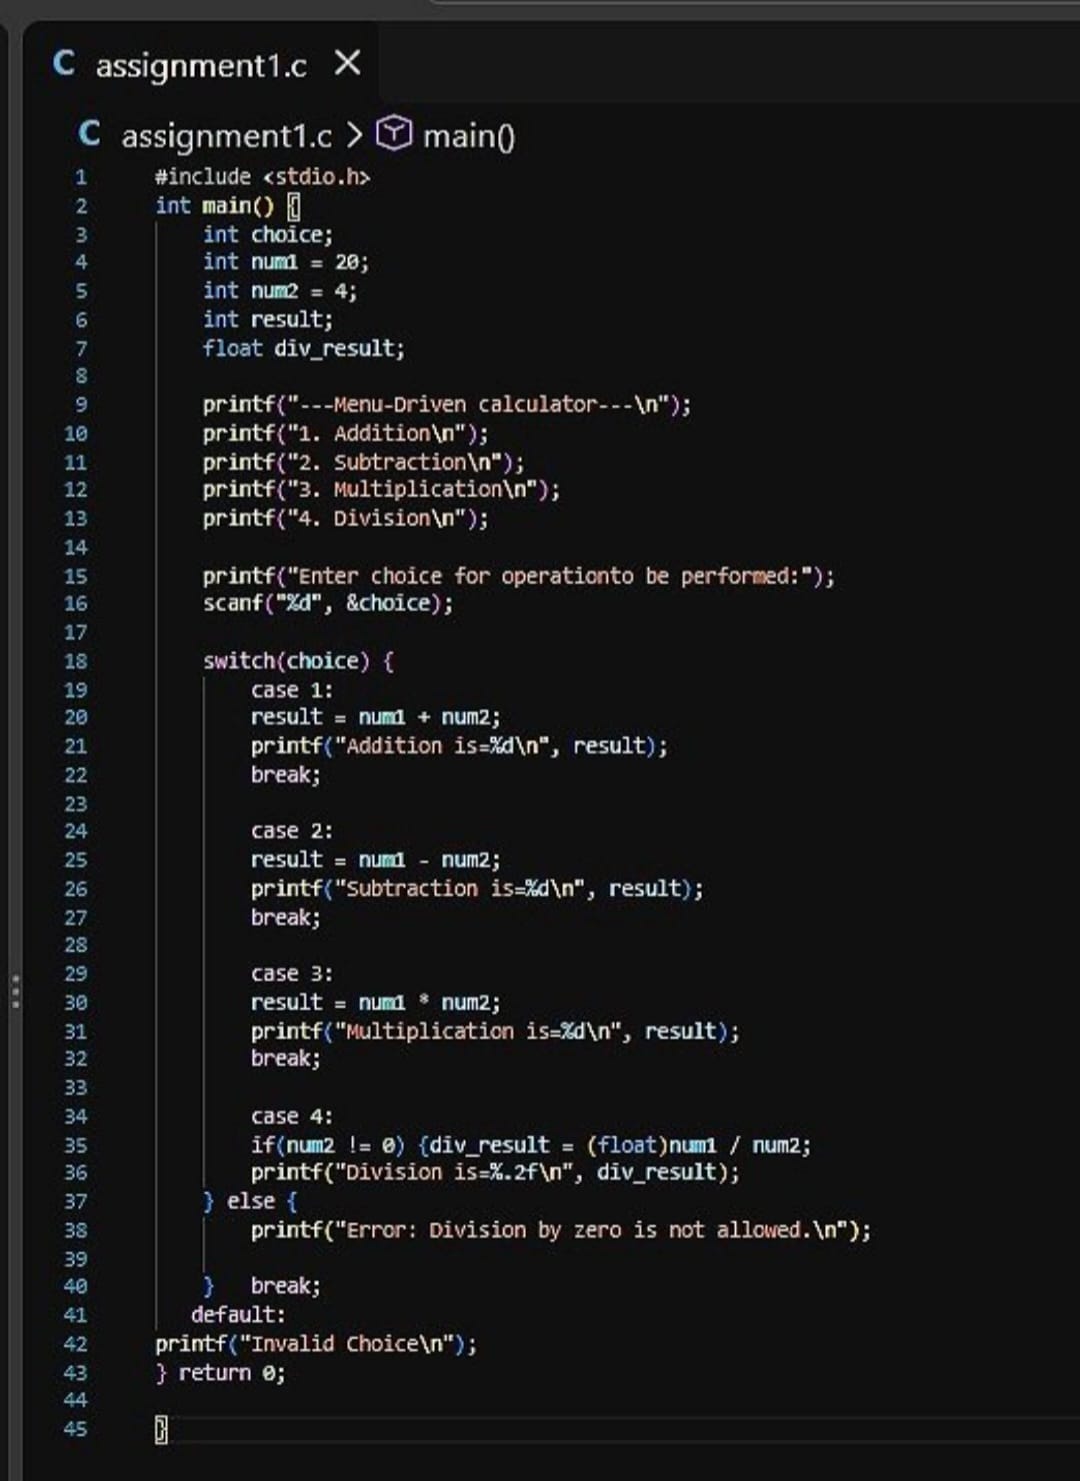 assignment1.c
assignment1.c > main()
1 #include <stdio.h>
2 int main() {
3 int choice;
4 int num1 = 20;
5 int num2 = 4;
6 int result;
7 float div_result;
8
9 printf("---Menu-Driven calculator---\n");
10 printf("1. Addition\n");
11 printf("2. Subtraction\n");
12 printf("3. Multiplication\n");
13 printf("4. Division\n");
14
15 printf("Enter choice for operationto be performed:");
16 scanf("%d", &choice);
17
18 switch(choice) {
19 case 1:
20 result = num1 + num2;
21 printf("Addition is=%d\n", result);
22 break;
23
24 case 2:
25 result = num1 - num2;
26 printf("Subtraction is=%d\n", result);
27 break;
28
29 case 3:
30 result = num1 * num2;
31 printf("Multiplication is=%d\n", result);
32 break;
33
34 case 4:
35 if(num2 != 0) {div_result = (float)num1 / num2;
36 printf("Division is=%.2f\n", div_result);
37 } else {
38 printf("Error: Division by zero is not allowed.\n");
39
40 } break;
41 default:
42 printf("Invalid Choice\n");
43 } return 0;
44
45 }